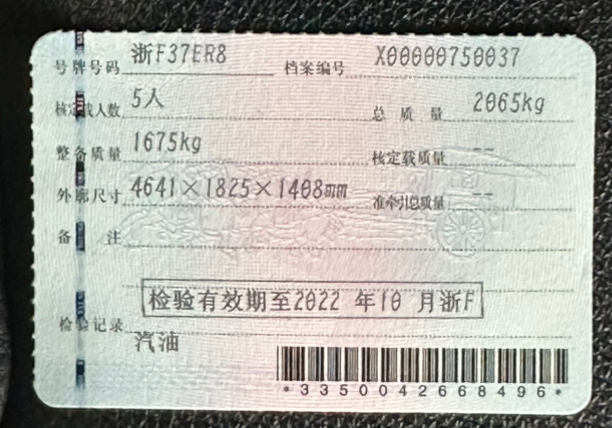 号牌号码 浙F37ER8 档案编号 X00000750037
核定载人数 5人 总质量 2065kg
整备质量 1675kg 核定载质量 --
外廓尺寸 4641×1825×1408mm 准牵引总质量 --
备注
检验有效期至2022 年10 月浙F
检验记录
汽油
*3350042668496*